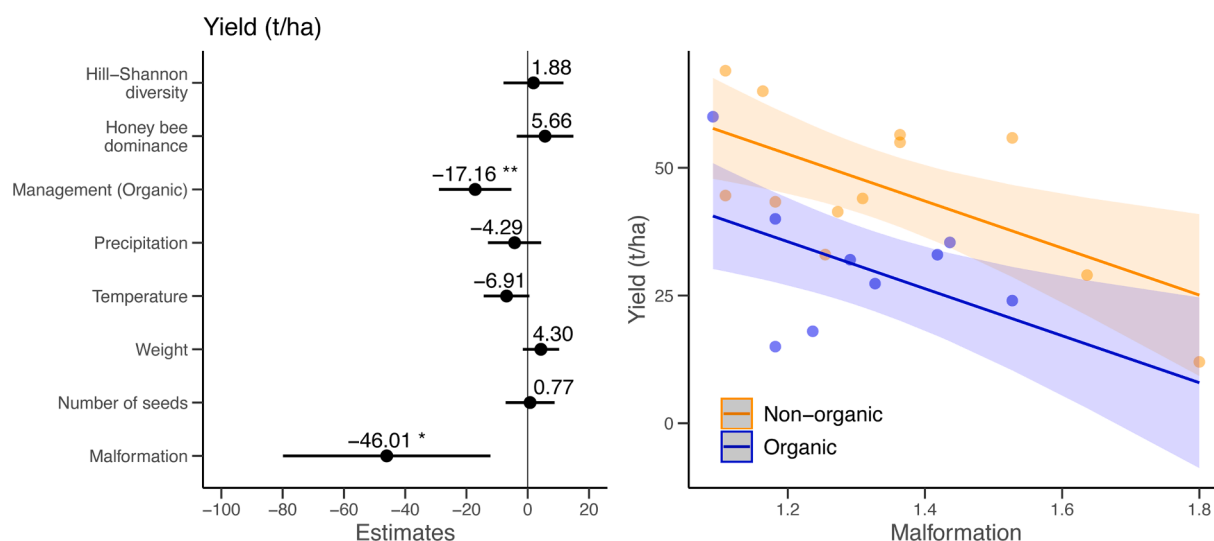 Yield (t/ha)
Hill−Shannon
diversity
1.88
Honey bee
dominance
5.66
Management (Organic)
−17.16 **
Precipitation
−4.29
Temperature
−6.91
Weight
4.30
Number of seeds
0.77
Malformation
−46.01 *
−100 −80 −60 −40 −20 0 20
Estimates
Yield (t/ha)
50
25
0
Non−organic
Organic
1.2 1.4 1.6 1.8
Malformation